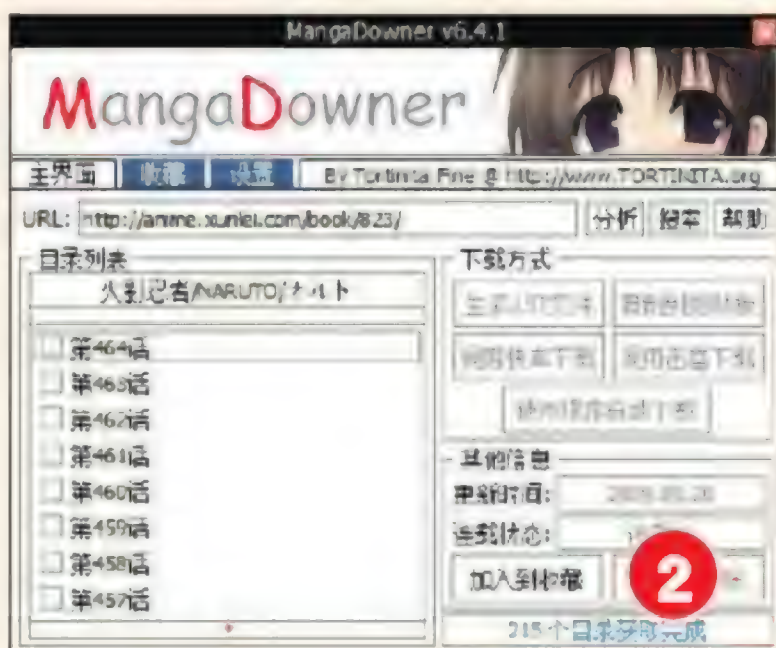 MangaDowner v6.4.1
MangaDowner
主界面 收藏 设置 By Tortinita Fine @ http://www.TORTINITA.org
URL: http://anime.xunlei.com/book/823/ 分析 搜索 帮助
目录列表
火影忍者/NARUTO/ナルト
第464话
第463话
第462话
第461话
第460话
第459话
第458话
第457话
下载方式
其他信息
更新时间:
连载状态:
加入到收藏
2
215个目录获取完成